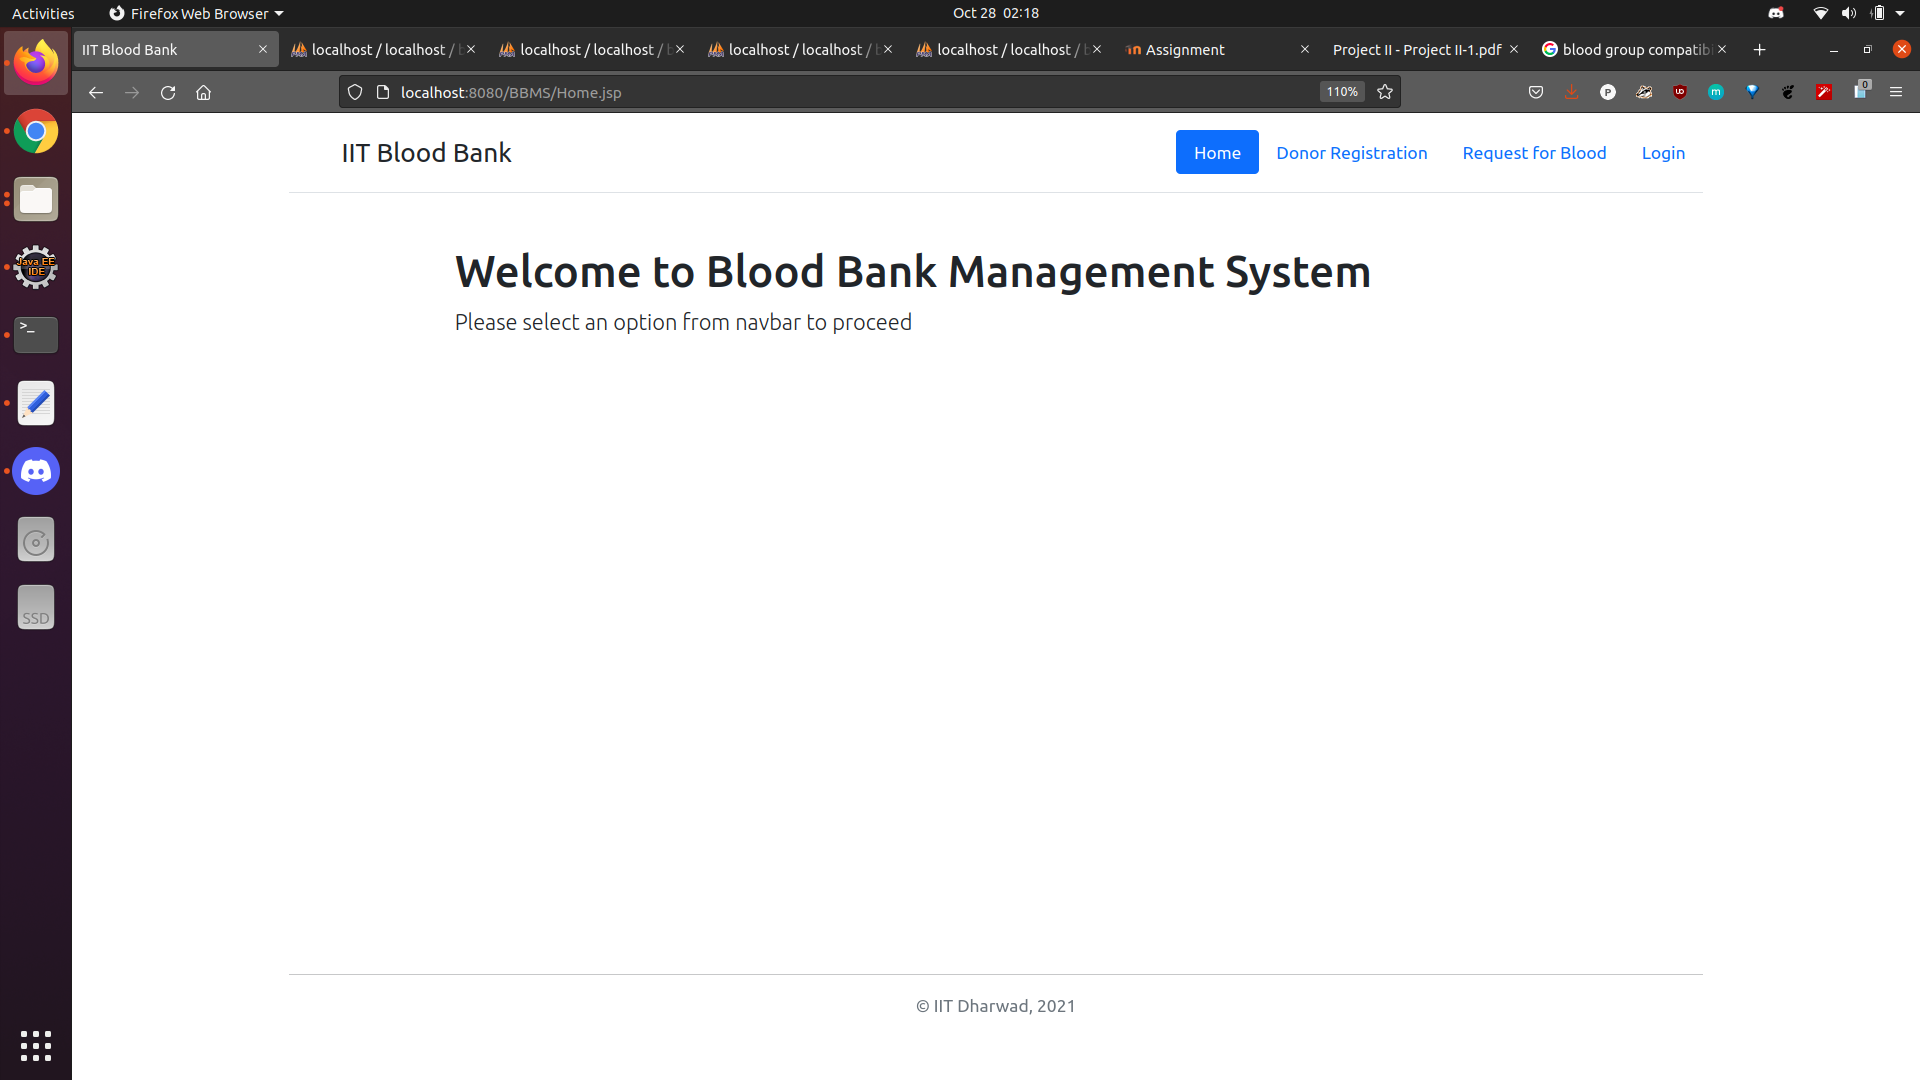 Activities Firefox Web Browser Oct 28 02:18
IIT Blood Bank localhost / localhost / localhost / localhost / localhost / localhost / localhost / localhost / Assignment Project II - Project II-1.pdf blood group compatibi
localhost:8080/BBMS/Home.jsp 110% 0
IIT Blood Bank Home Donor Registration Request for Blood Login
Welcome to Blood Bank Management System
Please select an option from navbar to proceed
Java EE
IDE
>_
SSD
© IIT Dharwad, 2021